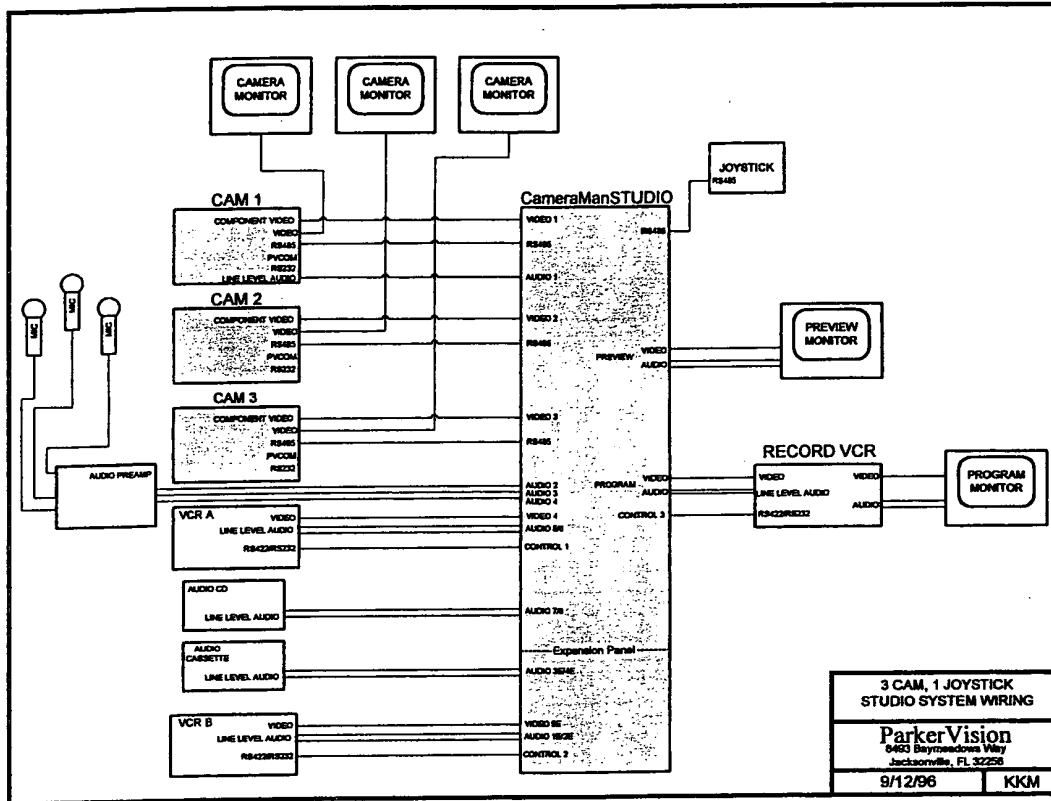 CAMERA
MONITOR
CAMERA
MONITOR
CAMERA
MONITOR
JOYSTICK
RS485
CAM 1
COMPONENT VIDEO
VIDEO
RS485
PVCOM
RS232
LINE LEVEL AUDIO
CameraManSTUDIO
VIDEO 1
RS485
RS485
AUDIO 1
MIC
MIC
MIC
CAM 2
COMPONENT VIDEO
VIDEO
RS485
PVCOM
RS232
VIDEO 2
RS485
PREVIEW
VIDEO
AUDIO
PREVIEW
MONITOR
CAM 3
COMPONENT VIDEO
VIDEO
RS485
PVCOM
RS232
VIDEO 3
RS485
AUDIO PREAMP
AUDIO 2
AUDIO 3
AUDIO 4
PROGRAM
VIDEO
AUDIO
CONTROL 3
RECORD VCR
VIDEO
LINE LEVEL AUDIO
RS422/RS232
VIDEO
AUDIO
PROGRAM
MONITOR
VCR A
VIDEO
LINE LEVEL AUDIO
RS422/RS232
VIDEO 4
AUDIO 5/6
CONTROL 1
AUDIO CD
LINE LEVEL AUDIO
AUDIO 7/8
AUDIO
CASSETTE
LINE LEVEL AUDIO
Expansion Panel
AUDIO 3E/4E
VCR B
VIDEO
LINE LEVEL AUDIO
RS422/RS232
AUDIO 1E/2E
CONTROL 2
3 CAM, 1 JOYSTICK
STUDIO SYSTEM WIRING
ParkerVision
8493 Baymeadows Way
Jacksonville, FL 32256
9/12/96
KKM